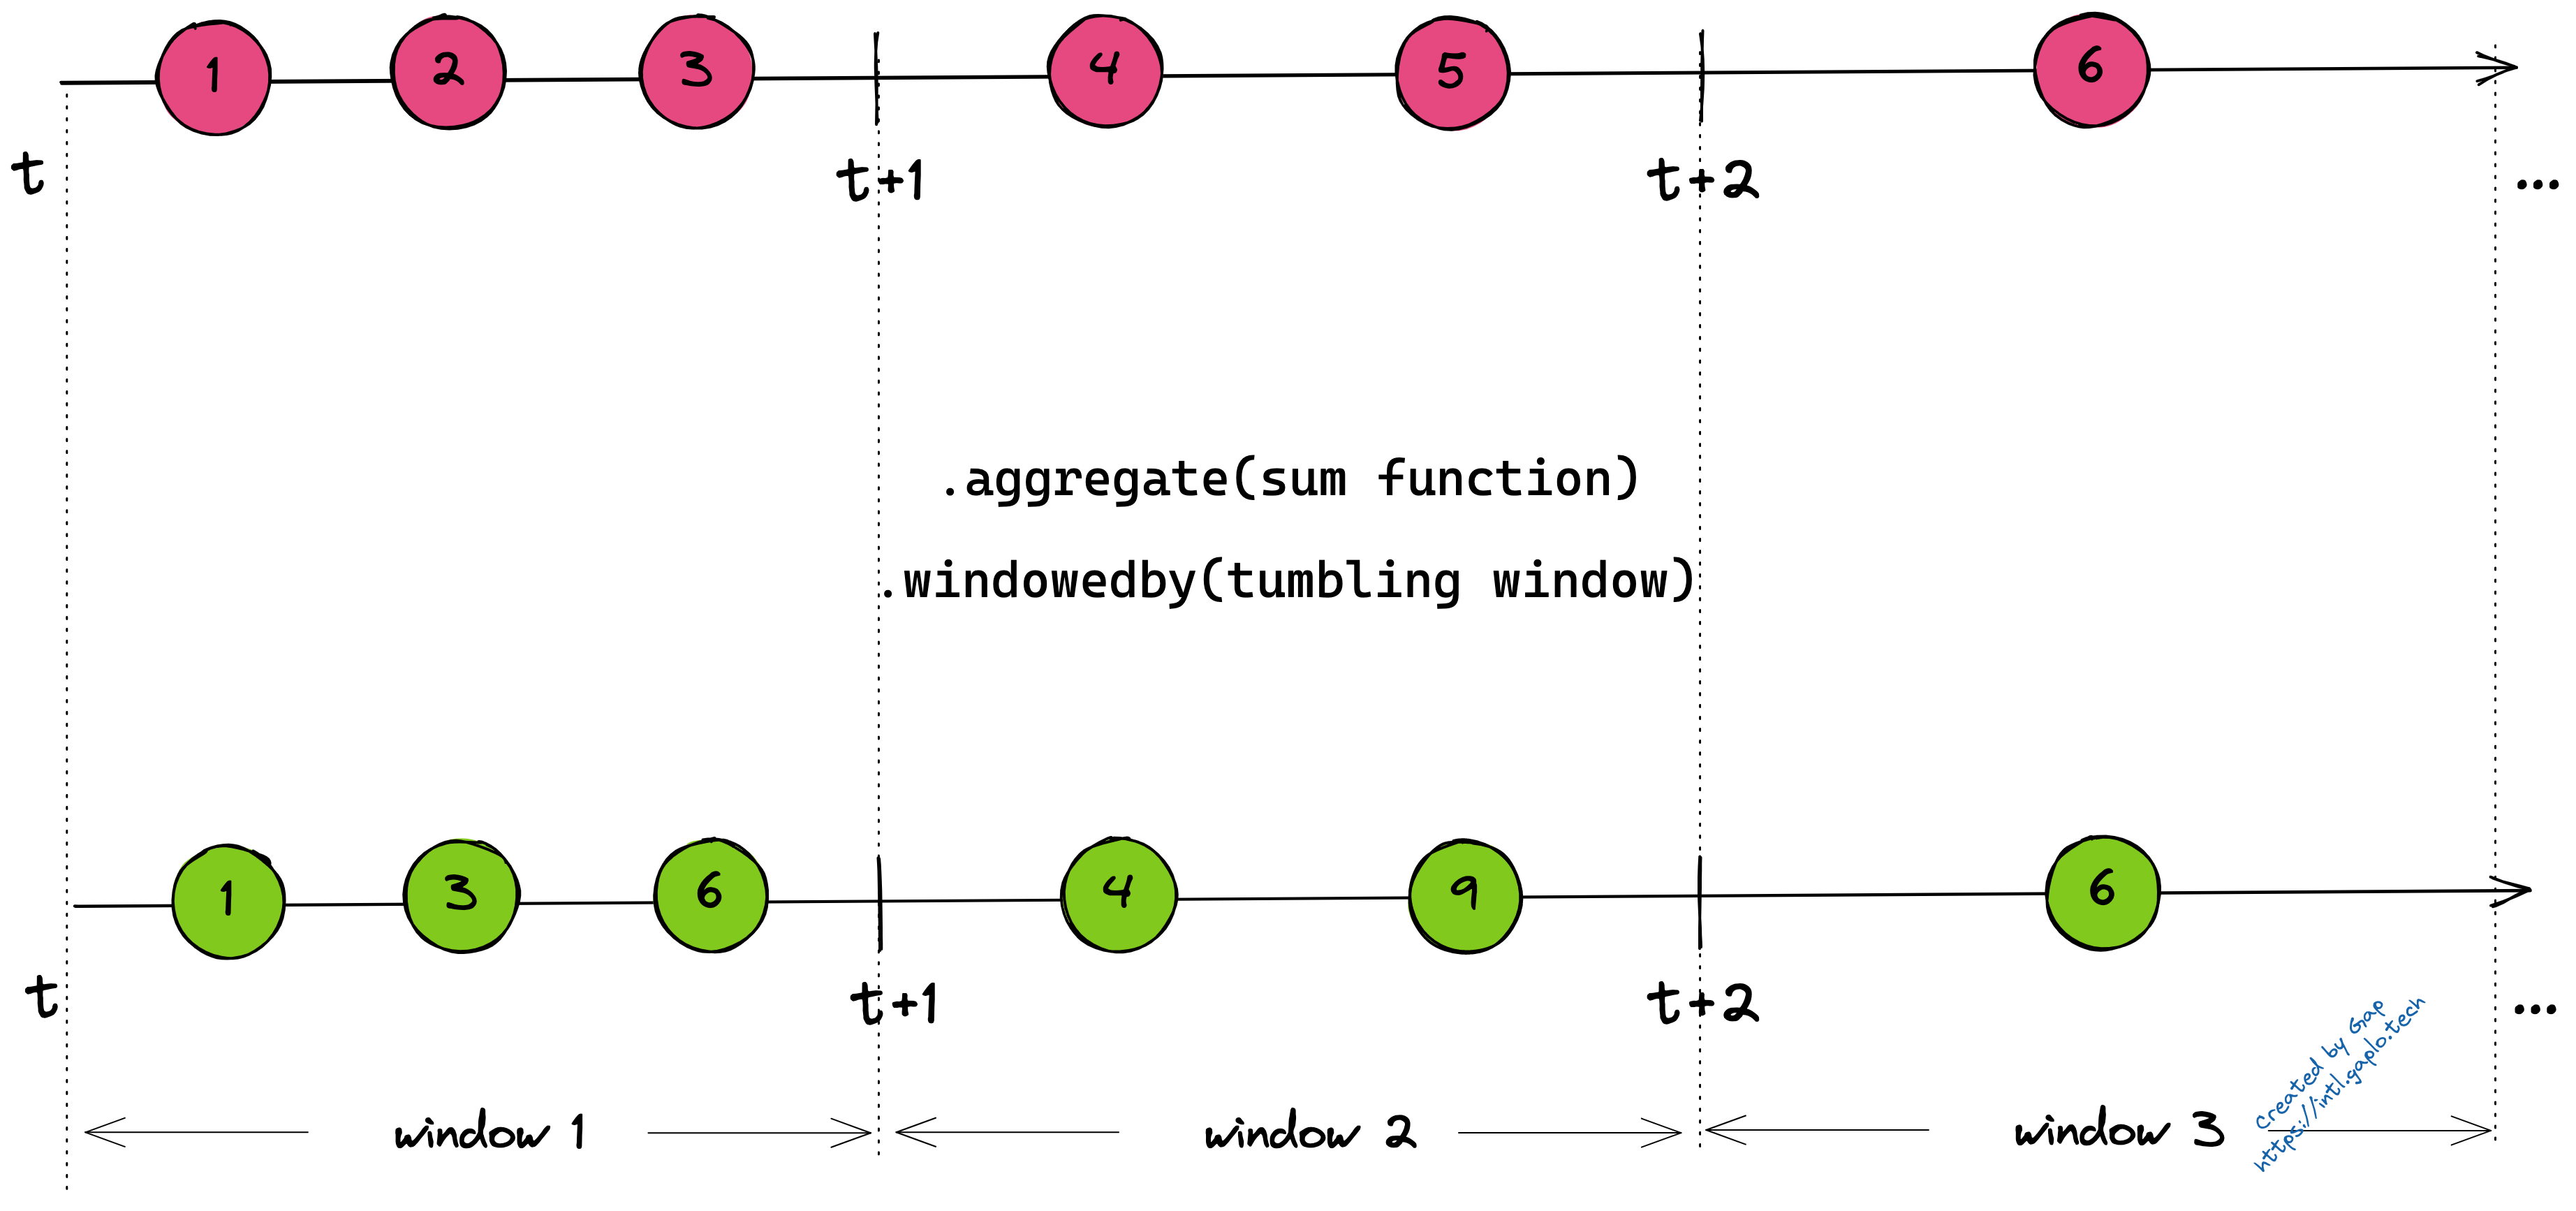 1 2 3 4 5 6
t t+1 t+2 ...
.aggregate(sum function)
.windowedby(tumbling window)
1 3 6 4 9 6
t t+1 t+2 ...
window 1 window 2 window 3
Created by Gap
https://intl.gaplo.tech